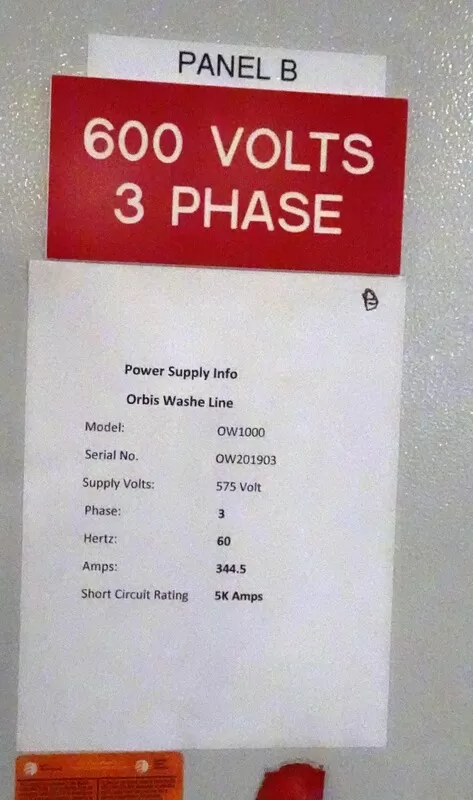 PANEL B
600 VOLTS
3 PHASE
B
Power Supply Info
Orbis Washe Line
Model: OW1000
Serial No. OW201903
Supply Volts: 575 Volt
Phase: 3
Hertz: 60
Amps: 344.5
Short Circuit Rating 5K Amps